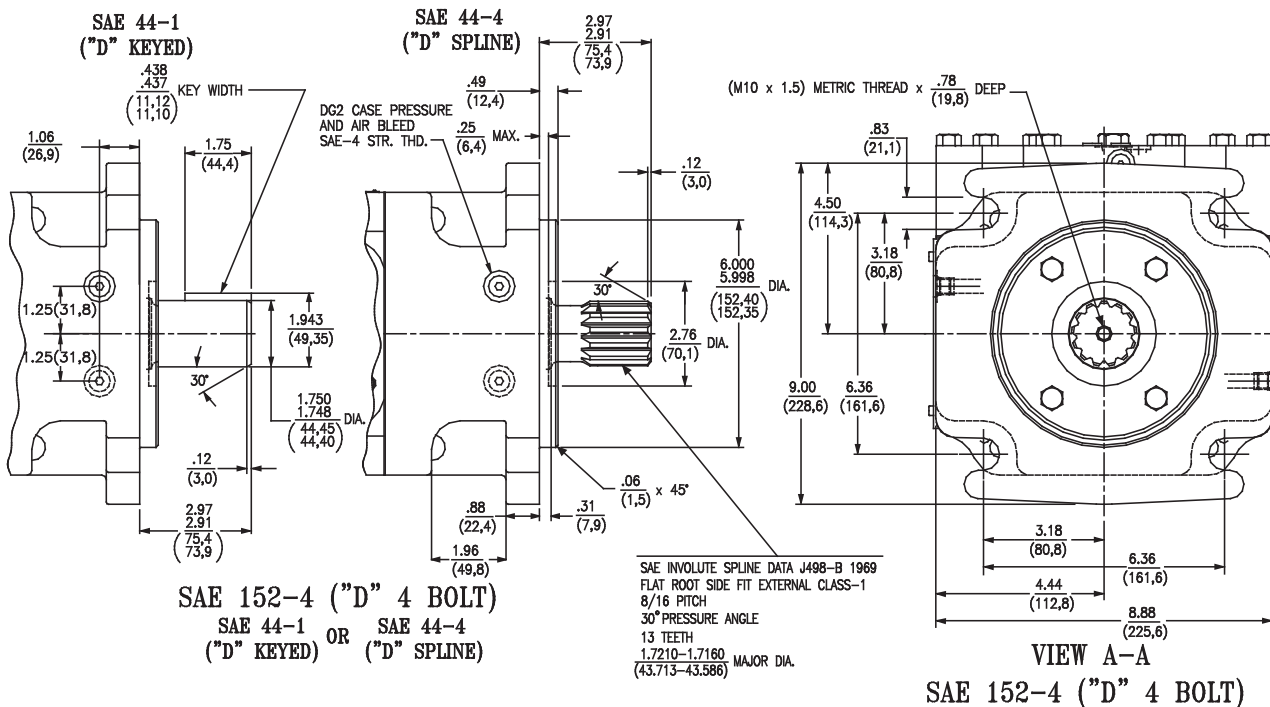 SAE 44-1
("D" KEYED)
.438
.437
(11,12
11,10)
KEY WIDTH
1.06
(26,9)
1.75
(44,4)
1.25(31,8)
1.25(31,8)
30°
1.943
(49,35)
1.750
1.748
(44,45
44,40)
DIA.
.12
(3,0)
2.97
2.91
(75,4
73,9)
SAE 44-4
("D" SPLINE)
2.97
2.91
(75,4
73,9)
.49
(12,4)
DG2 CASE PRESSURE
AND AIR BLEED
SAE-4 STR. THD.
.25
(6,4)
MAX.
.12
(3,0)
30°
6.000
5.998
(152,40
152,35)
DIA.
2.76
(70,1)
DIA.
.06
(1,5)
x 45°
.88
(22,4)
.31
(7,9)
1.96
(49,8)
SAE INVOLUTE SPLINE DATA J498-B 1969
FLAT ROOT SIDE FIT EXTERNAL CLASS-1
8/16 PITCH
30° PRESSURE ANGLE
13 TEETH
1.7210-1.7160
(43.713-43.586)
MAJOR DIA.
SAE 152-4 ("D" 4 BOLT)
SAE 44-1
("D" KEYED)
OR
SAE 44-4
("D" SPLINE)
(M10 x 1.5) METRIC THREAD x .78 DEEP
(19,8)
.83
(21,1)
4.50
(114,3)
3.18
(80,8)
9.00
(228,6)
6.36
(161,6)
3.18
(80,8)
6.36
(161,6)
4.44
(112,8)
8.88
(225,6)
VIEW A-A
SAE 152-4 ("D" 4 BOLT)